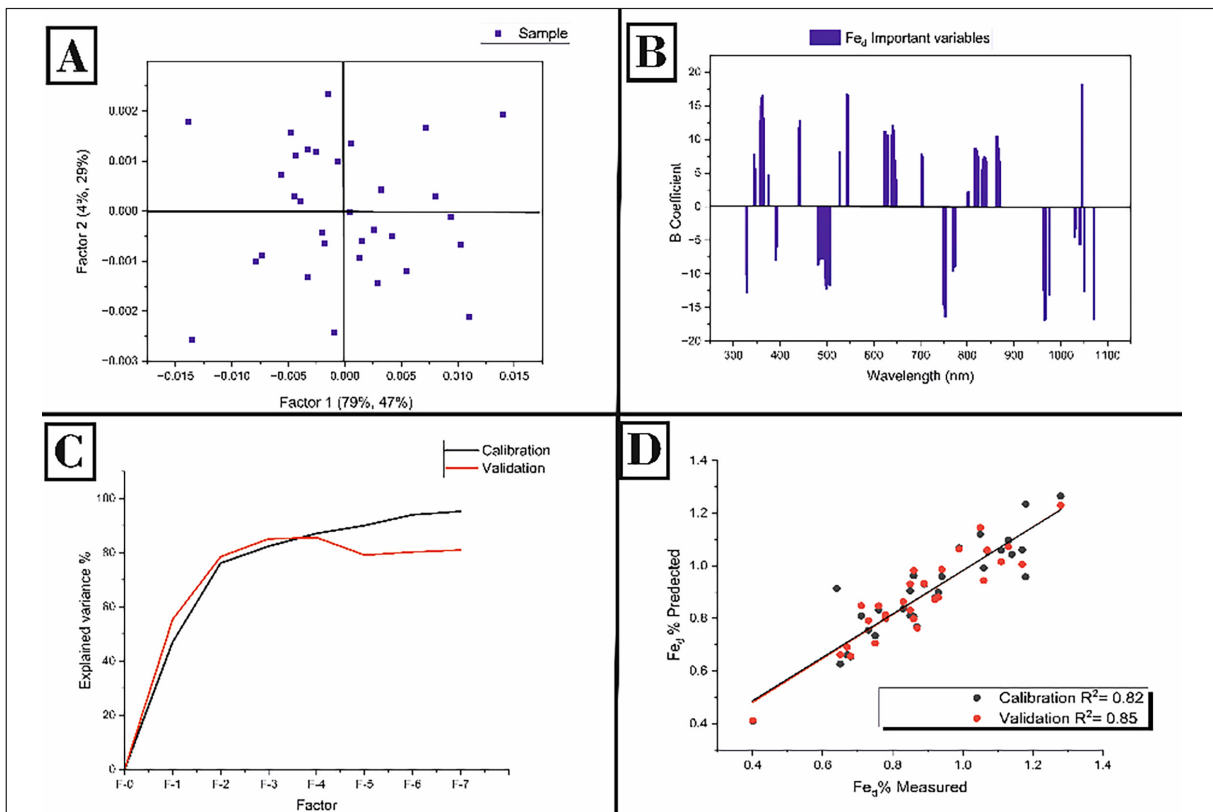 A
Sample
Factor 2 (4%, 29%)
0.002
0.001
0.000
-0.001
-0.002
-0.003
-0.015 -0.010 -0.005 0.000 0.005 0.010 0.015
Factor 1 (79%, 47%)
B
Fed Important variables
B Coefficient
20
15
10
5
0
-5
-10
-15
-20
300 400 500 600 700 800 900 1000 1100
Wavelength (nm)
C
Calibration
Validation
Explained variance %
100
80
60
40
20
0
F-0 F-1 F-2 F-3 F-4 F-5 F-6 F-7
Factor
D
Fed % Predected
1.4
1.2
1.0
0.8
0.6
0.4
Calibration R²= 0.82
Validation R²= 0.85
0.4 0.6 0.8 1.0 1.2 1.4
Fed% Measured